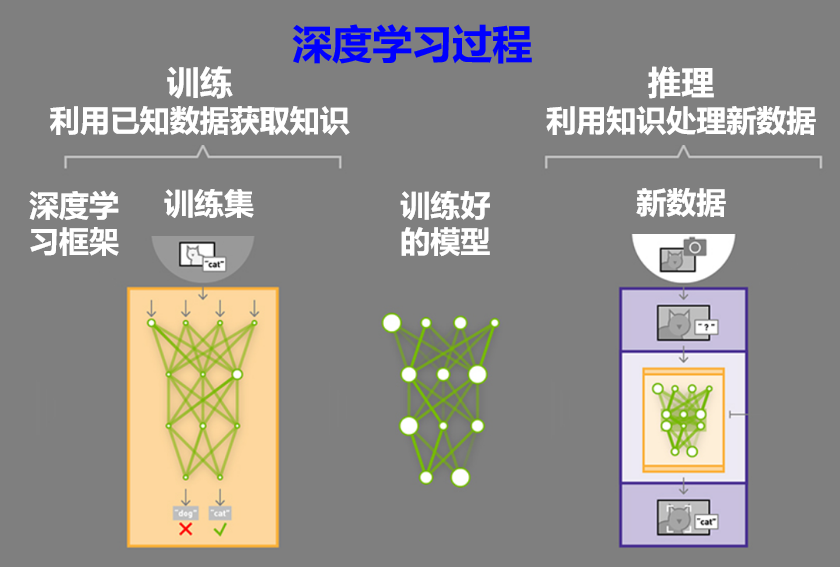 深度学习过程
训练
利用已知数据获取知识
推理
利用知识处理新数据
深度学
习框架
训练集
训练好
的模型
新数据
"cat"
"?"
"dog"
"cat"
"cat"